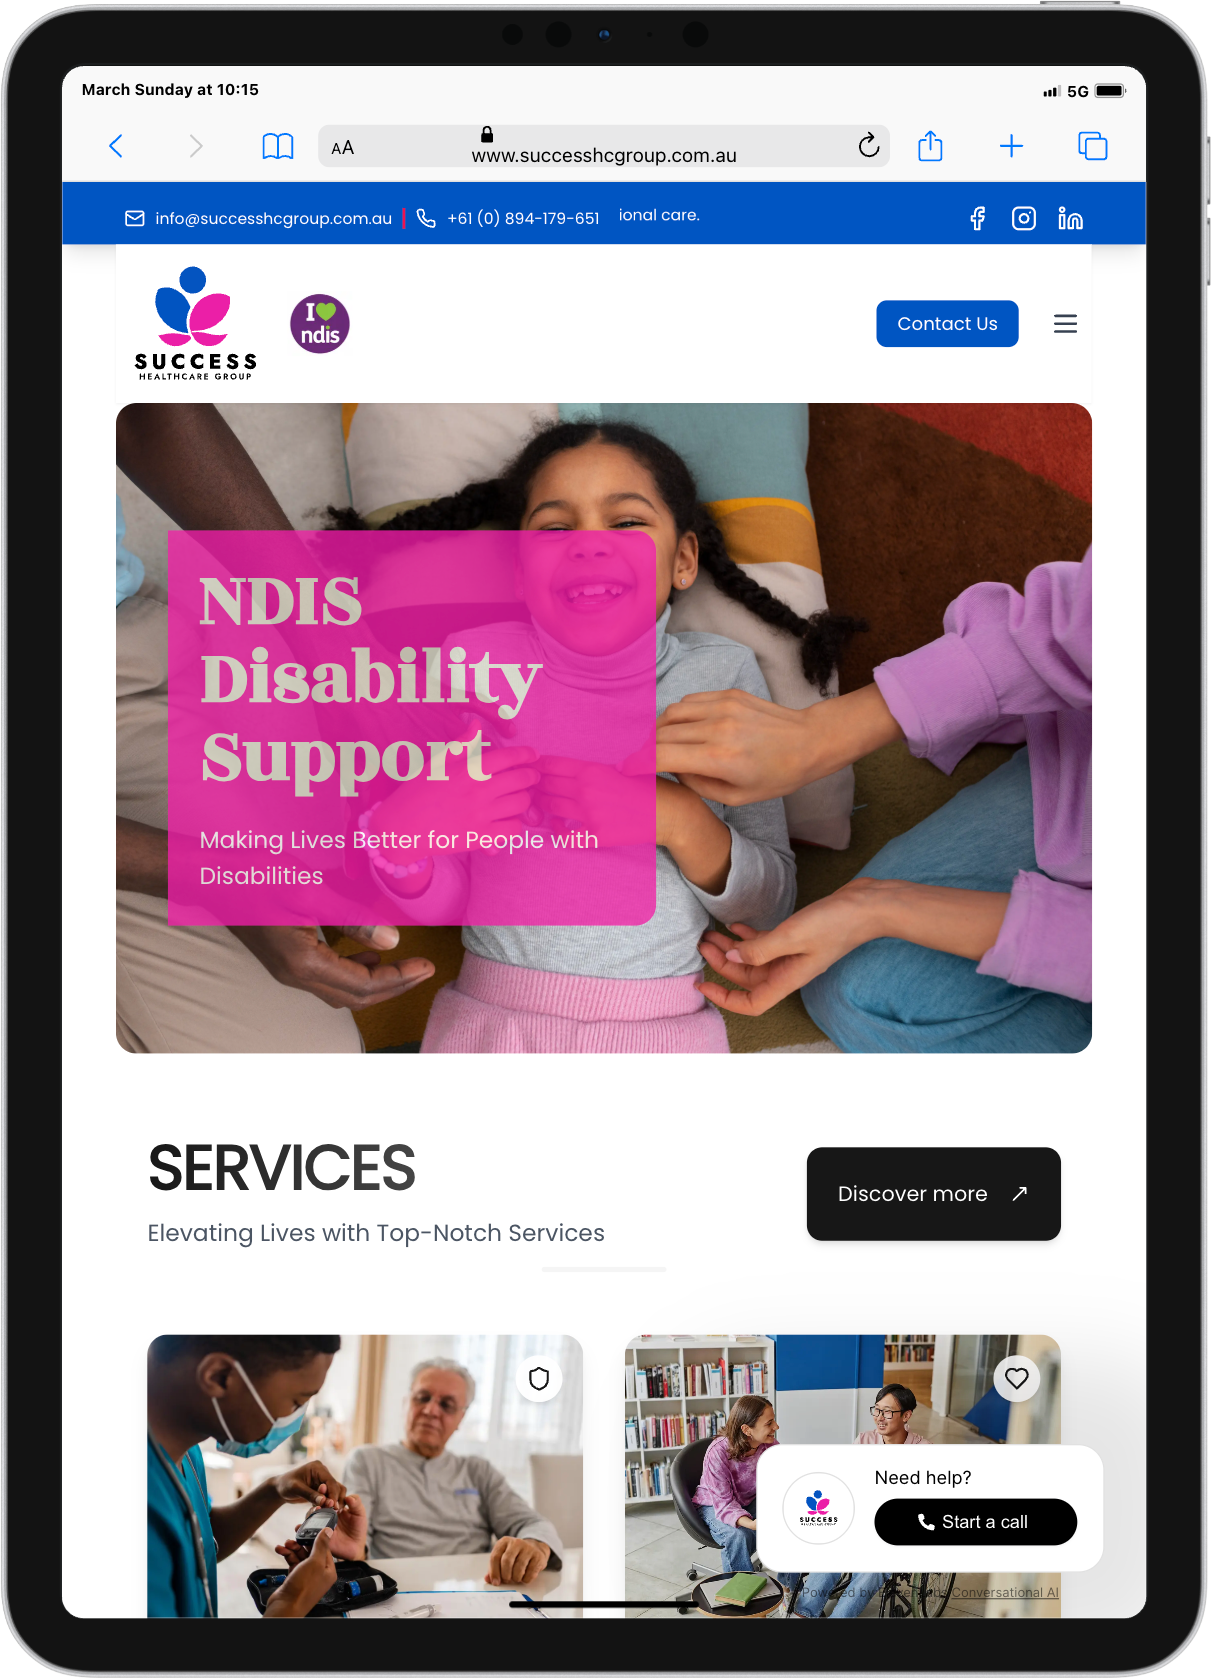 March Sunday at 10:15
5G
AA
www.successhcgroup.com.au
info@successhcgroup.com.au
+61 (0) 894-179-651
ional care.
SUCCESS
HEALTHCARE GROUP
I
ndis
Contact Us
NDIS
Disability
Support
Making Lives Better for People with
Disabilities
SERVICES
Elevating Lives with Top-Notch Services
Discover more
Need help?
SUCCESS
Start a call
Powered by Conversational AI